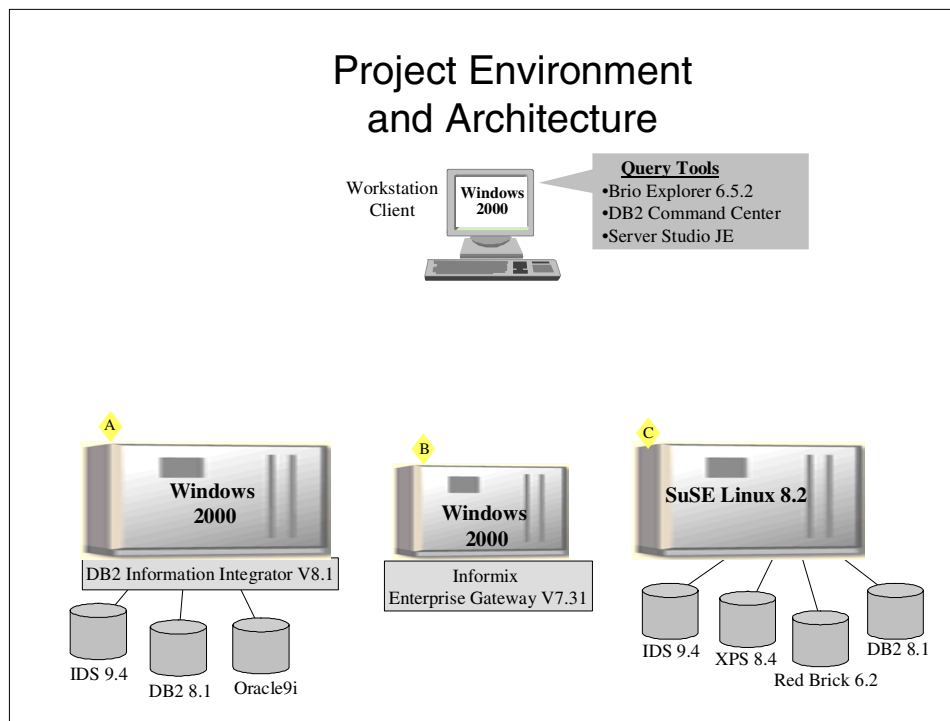 Project Environment
and Architecture
Workstation
Client
Windows
2000
Query Tools
•Brio Explorer 6.5.2
•DB2 Command Center
•Server Studio JE
A
Windows
2000
DB2 Information Integrator V8.1
IDS 9.4
DB2 8.1
Oracle9i
B
Windows
2000
Informix
Enterprise Gateway V7.31
C
SuSE Linux 8.2
IDS 9.4
XPS 8.4
Red Brick 6.2
DB2 8.1